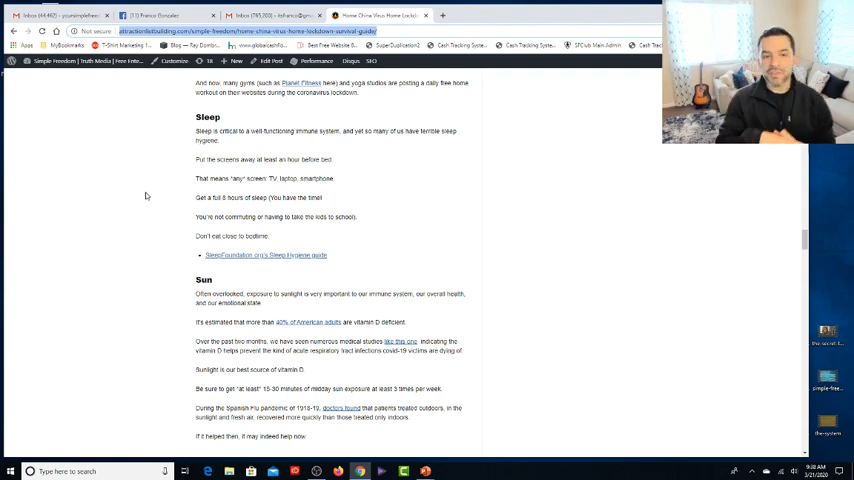 Inbox (44,462) - yoursimplefreed
(11) Franco Gonzalez
Inbox (765,200) - itsfranco@gma
Home China Virus Home Lockdo
Not secure
attractionlistbuilding.com/simple-freedom/home-china-virus-home-lockdown-survival-guide/
Apps
MyBookmarks
T-Shirt Marketing
Blog — Ray Dombo
www.globalcashflo
Best Free Websit
SuperDuplication2
Cash Tracking Syste
SFClub Main Admin
Cash Track
Simple Freedom | Truth Media | Free Ente...
Customize
18
New
Edit Post
Performance
Disqus
SEO
And now, many gyms (such as Planet Fitness here) and yoga studios are posting a daily free home
workout on their websites during the coronavirus lockdown.
Sleep
Sleep is critical to a well-functioning immune system, and yet so many of us have terrible sleep
hygiene.
Put the screens away at least an hour before bed.
That means *any* screen: TV, laptop, smartphone.
Get a full 8 hours of sleep (You have the time!
You're not commuting or having to take the kids to school).
Don't eat close to bedtime.
SleepFoundation.org's Sleep Hygiene guide
Sun
Often overlooked, exposure to sunlight is very important to our immune system, our overall health,
and our emotional state.
It's estimated that more than 40% of American adults are vitamin D deficient.
Over the past two months, we have seen numerous medical studies like this one indicating the
vitamin D helps prevent the kind of acute respiratory tract infections covid-19 victims are dying of.
Sunlight is our best source of vitamin D.
Be sure to get *at least* 15-30 minutes of midday sun exposure at least 3 times per week.
During the Spanish Flu pandemic of 1918-19, doctors found that patients treated outdoors, in the
sunlight and fresh air, recovered more quickly than those treated only indoors.
If it helped then, it may indeed help now.
the-secret-t...
simple-free...
the-system
Type here to search
9:38 AM
3/21/2020